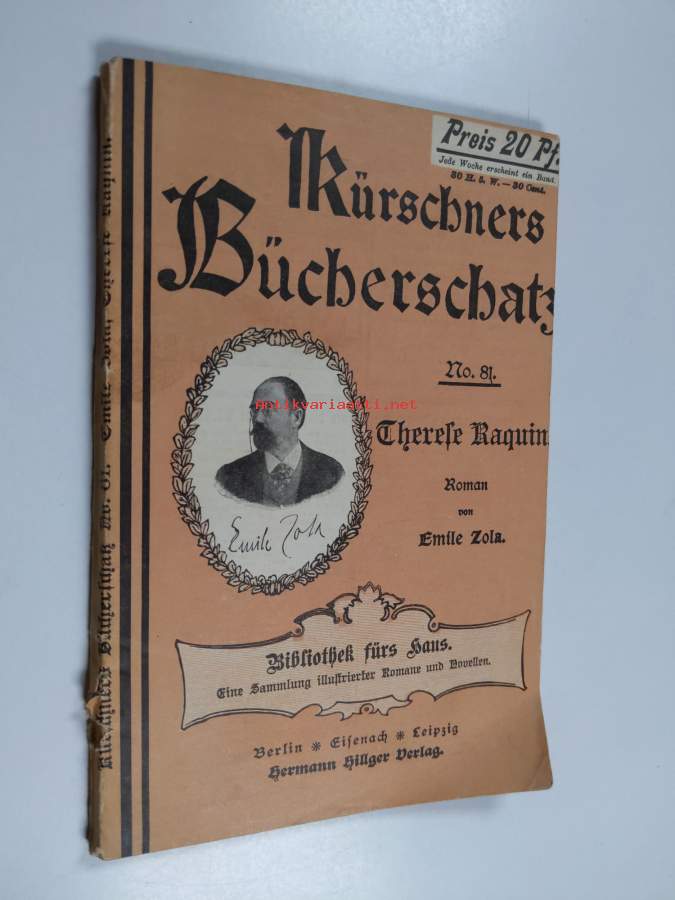 Preis 20 Pf.
Jede Woche erscheint ein Band.
30 H. ö. W. — 30 Cent.
Kürschners
Bücherschatz
No. 81.
Therese Raquin
Roman
von
Emile Zola.
Emile Zola
antikvariaatti.net
Bibliothek fürs Haus.
Eine Sammlung illustrierter Romane und Novellen.
Berlin * Eisenach * Leipzig
Hermann Hillger Verlag.
Kürschners Bücherschatz No. 81. Emile Zola, Therese Raquin.